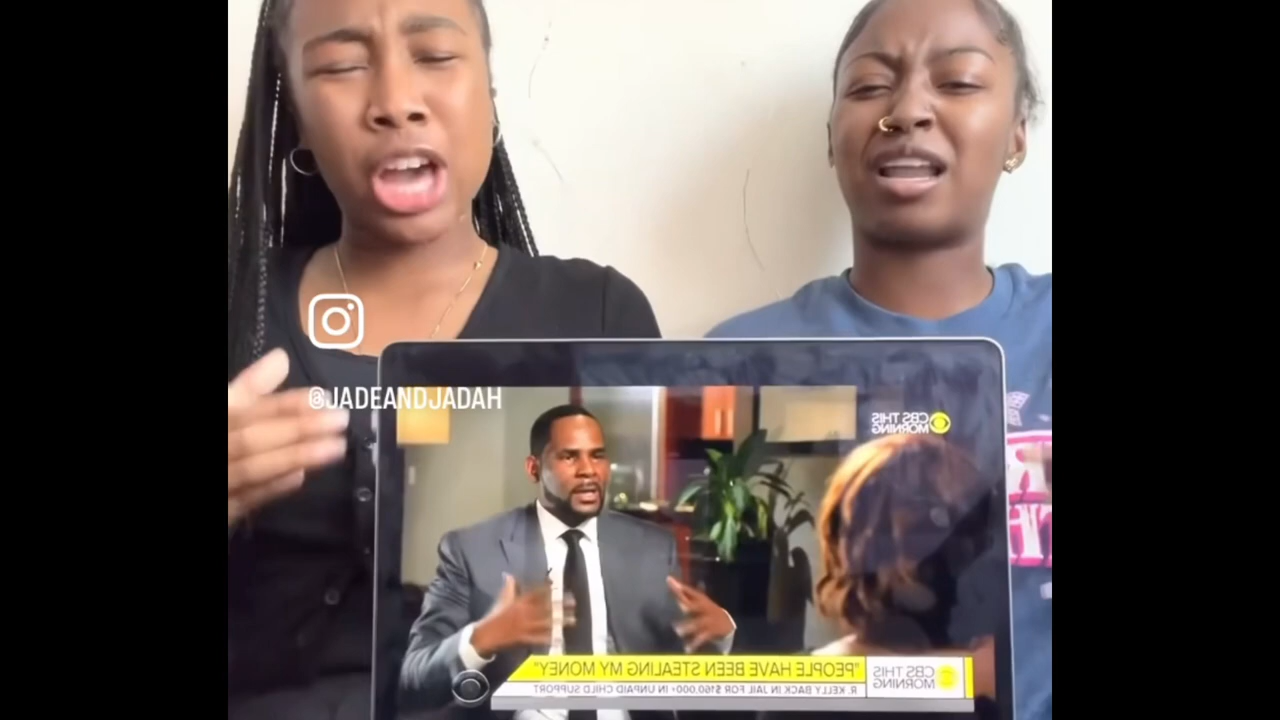 @JADEANDJADAH
CBS THIS
MORNING
"PEOPLE HAVE BEEN STEALING MY MONEY"
CBS THIS
MORNING
R. KELLY BACK IN JAIL FOR $160,000+ IN UNPAID CHILD SUPPORT